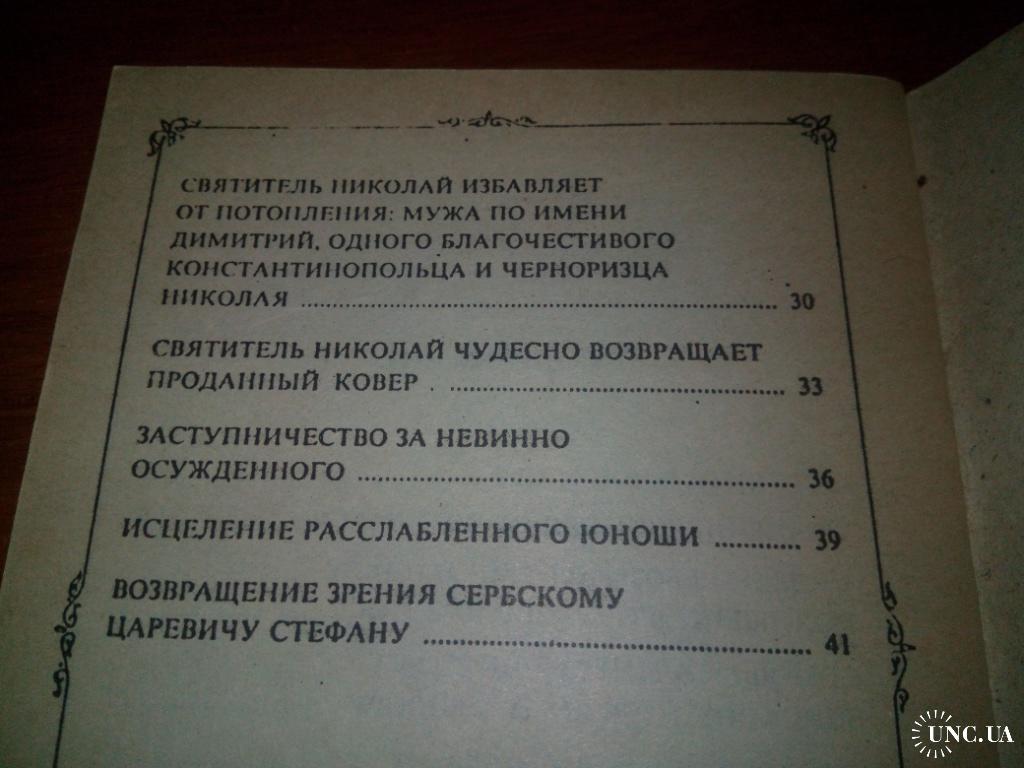 СВЯТИТЕЛЬ НИКОЛАЙ ИЗБАВЛЯЕТ
ОТ ПОТОПЛЕНИЯ: МУЖА ПО ИМЕНИ
ДИМИТРИЙ, ОДНОГО БЛАГОЧЕСТИВОГО
КОНСТАНТИНОПОЛЬЦА И ЧЕРНОРИЗЦА
НИКОЛАЯ ........................................................ 30
СВЯТИТЕЛЬ НИКОЛАЙ ЧУДЕСНО ВОЗВРАЩАЕТ
ПРОДАННЫЙ КОВЕР . ........................................ 33
ЗАСТУПНИЧЕСТВО ЗА НЕВИННО
ОСУЖДЕННОГО .................................................. 36
ИСЦЕЛЕНИЕ РАССЛАБЛЕННОГО ЮНОШИ ............ 39
ВОЗВРАЩЕНИЕ ЗРЕНИЯ СЕРБСКОМУ
ЦАРЕВИЧУ СТЕФАНУ ............................................ 41
UNC.UA